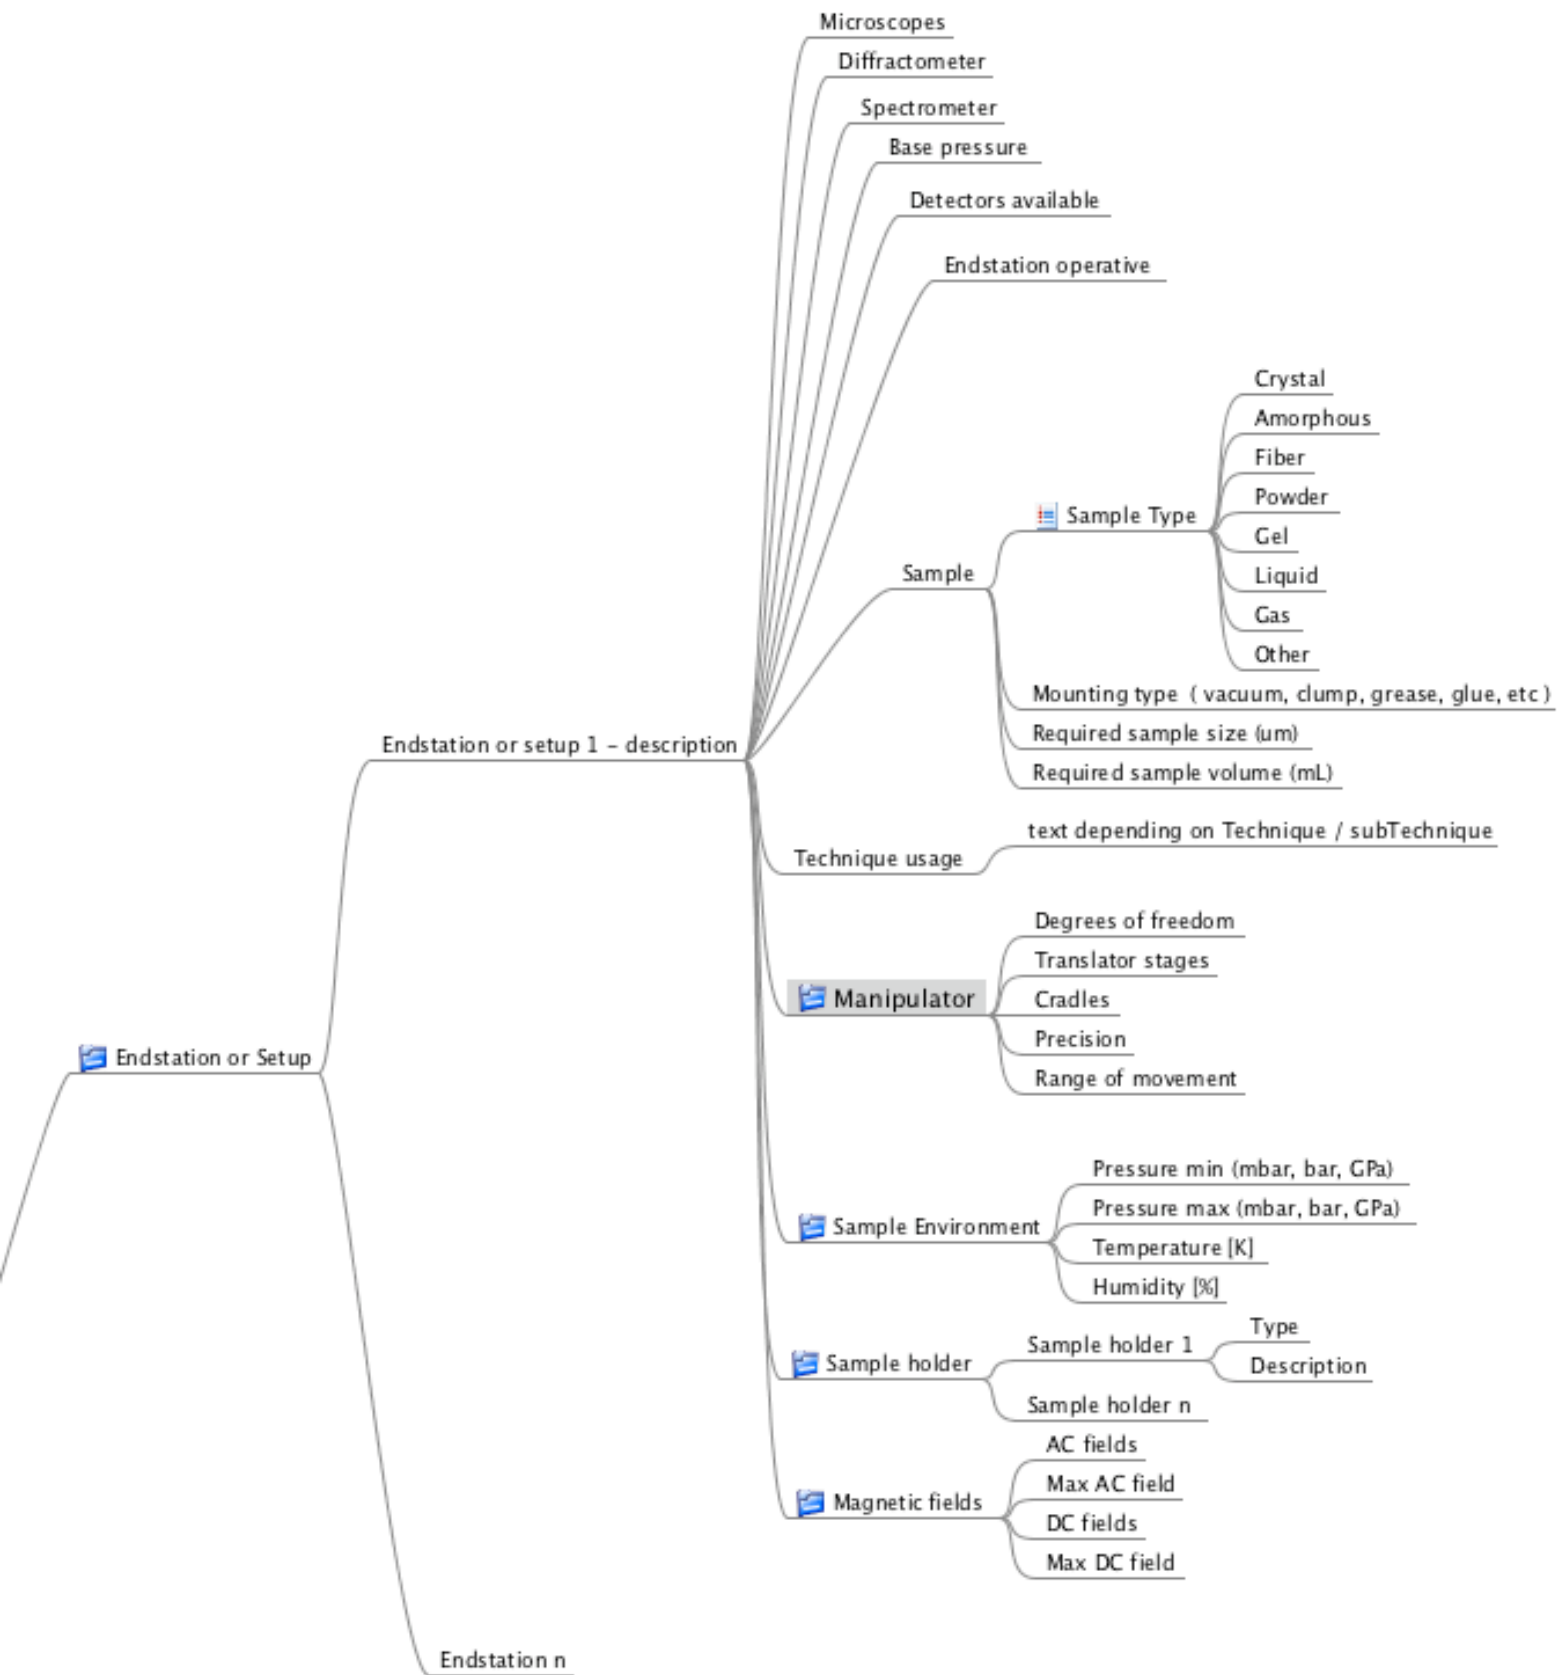 Microscopes
Diffractometer
Spectrometer
Base pressure
Detectors available
Endstation operative
Crystal
Amorphous
Fiber
Powder
Sample Type
Gel
Liquid
Sample
Gas
Other
Mounting type ( vacuum, clump, grease, glue, etc )
Required sample size (um)
Endstation or setup 1 – description
Required sample volume (mL)
text depending on Technique / subTechnique
Technique usage
Degrees of freedom
Translator stages
Manipulator
Cradles
Precision
Endstation or Setup
Range of movement
Pressure min (mbar, bar, GPa)
Pressure max (mbar, bar, GPa)
Sample Environment
Temperature [K]
Humidity [%]
Type
Sample holder 1
Sample holder
Description
Sample holder n
AC fields
Max AC field
Magnetic fields
DC fields
Max DC field
Endstation n